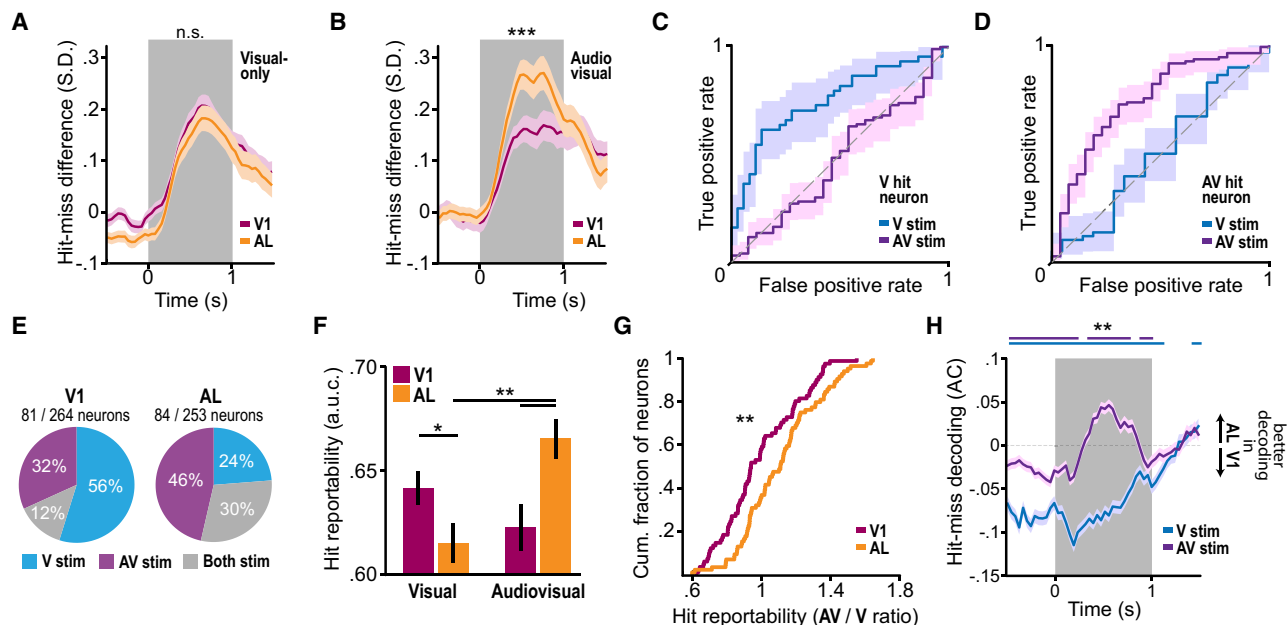 A
n.s.
Visual-
only
Hit-miss difference (S.D.)
.3
.2
.1
0
-.1
0
1
Time (s)
V1
AL
B
***
Audio
visual
Hit-miss difference (S.D.)
.3
.2
.1
0
-.1
0
1
Time (s)
V1
AL
C
True positive rate
1
0
1
False positive rate
V hit
neuron
V stim
AV stim
D
True positive rate
1
0
1
False positive rate
AV hit
neuron
V stim
AV stim
E
V1
81 / 264 neurons
32%
56%
12%
AL
84 / 253 neurons
24%
46%
30%
V stim
AV stim
Both stim
F
Hit reportability (a.u.c.)
.70
.65
.60
V1
AL
*
**
Visual
Audiovisual
G
Cum. fraction of neurons
1
.8
.6
.4
.2
**
V1
AL
.6
1
1.4
1.8
Hit reportability (AV / V ratio)
H
**
Hit-miss decoding (AC)
.1
.05
0
-.05
-.1
-.15
0
1
Time (s)
V stim
AV stim
AL
V1
better
decoding
in